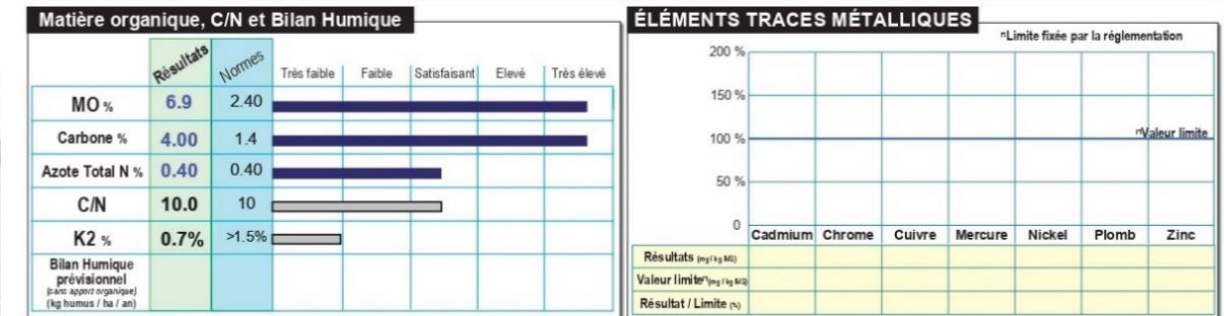 Matière organique, C/N et Bilan Humique
Résultats Normes Très faible Faible Satisfaisant Elevé Très élevé
MO % 6.9 2.40
Carbone % 4.00 1.4
Azote Total N % 0.40 0.40
C/N 10.0 10
K2 % 0.7% >1.5%
Bilan Humique
prévisionnel
(sans apport organique)
(kg humus / ha / an)
ÉLÉMENTS TRACES MÉTALLIQUES
Limite fixée par la réglementation
200 %
150 %
100 % Valeur limite
50 %
0
Cadmium Chrome Cuivre Mercure Nickel Plomb Zinc
Résultats
Valeur limite
Résultat / Limite (%)